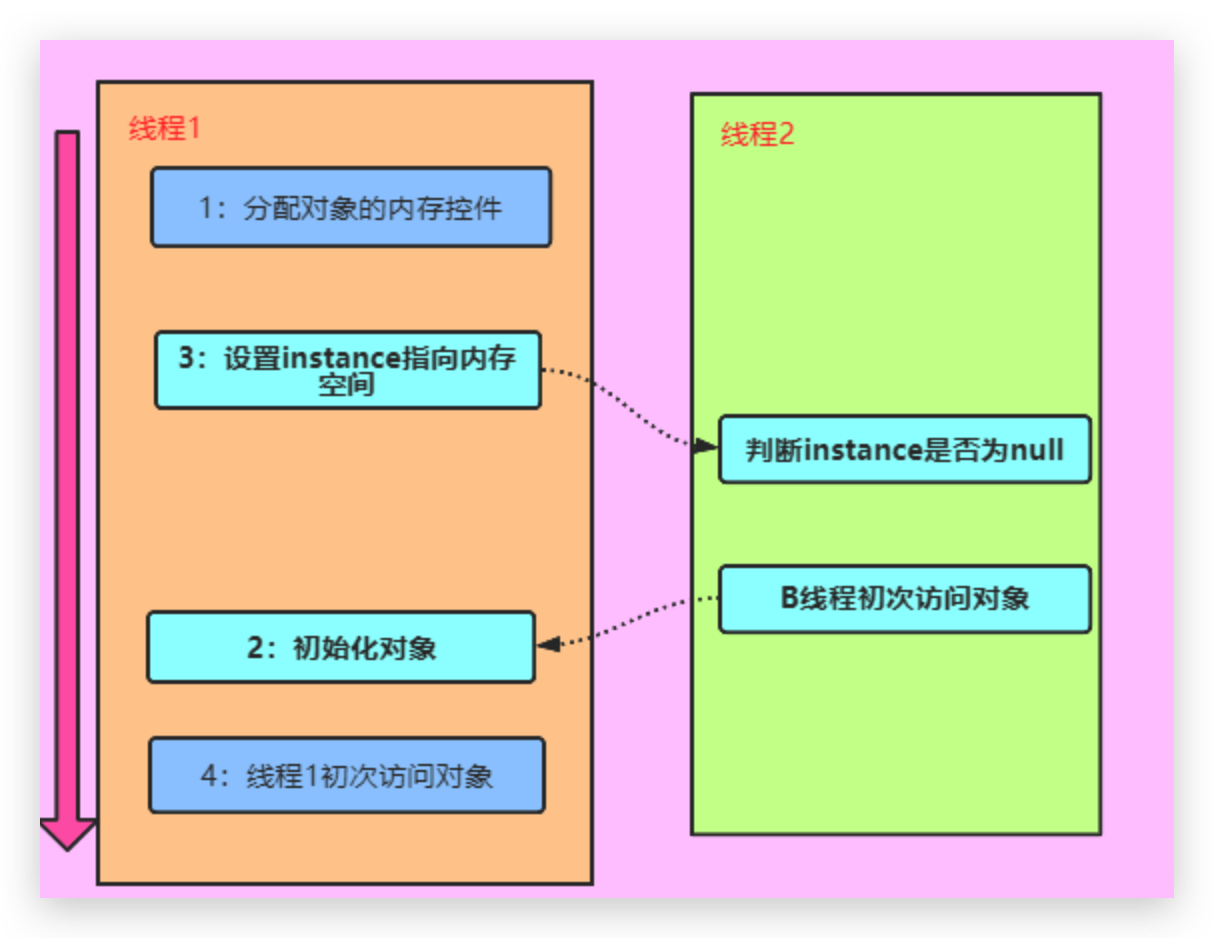 线程1
1：分配对象的内存控件
3：设置instance指向内存
空间
2：初始化对象
4：线程1初次访问对象
线程2
判断instance是否为null
B线程初次访问对象